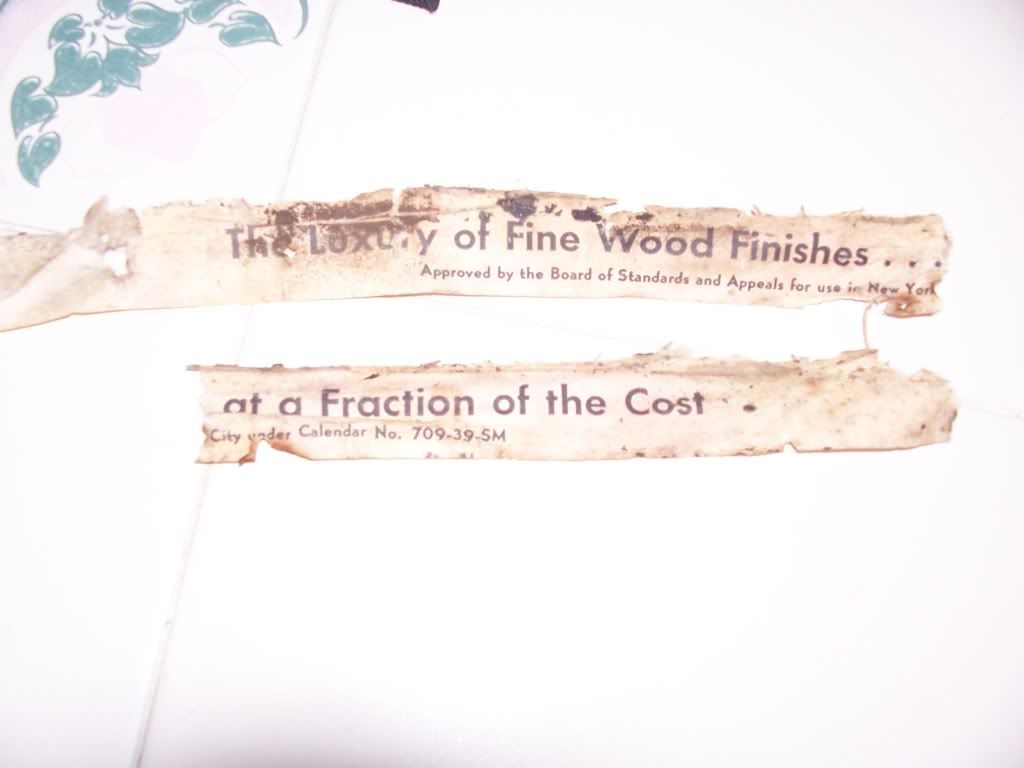 The Luxury of Fine Wood Finishes . . .
Approved by the Board of Standards and Appeals for use in New York
at a Fraction of the Cost
City under Calendar No. 709-39-SM